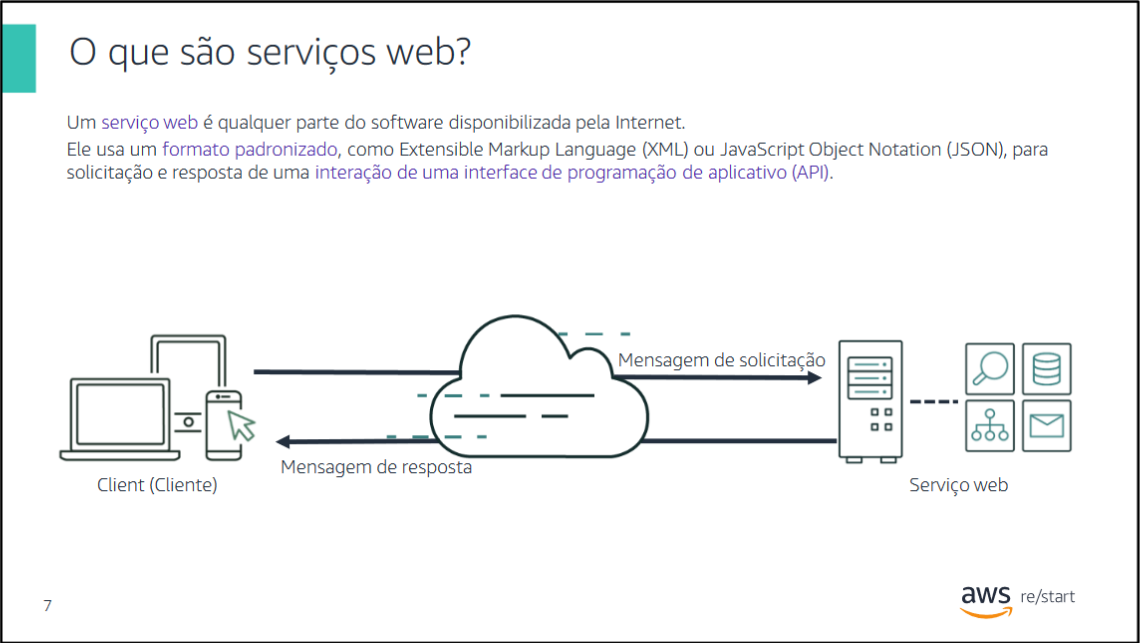 O que são serviços web?
Um serviço web é qualquer parte do software disponibilizada pela Internet.
Ele usa um formato padronizado, como Extensible Markup Language (XML) ou JavaScript Object Notation (JSON), para
solicitação e resposta de uma interação de uma interface de programação de aplicativo (API).
Mensagem de solicitação
Mensagem de resposta
Client (Cliente)
Serviço web
7
aws re/start